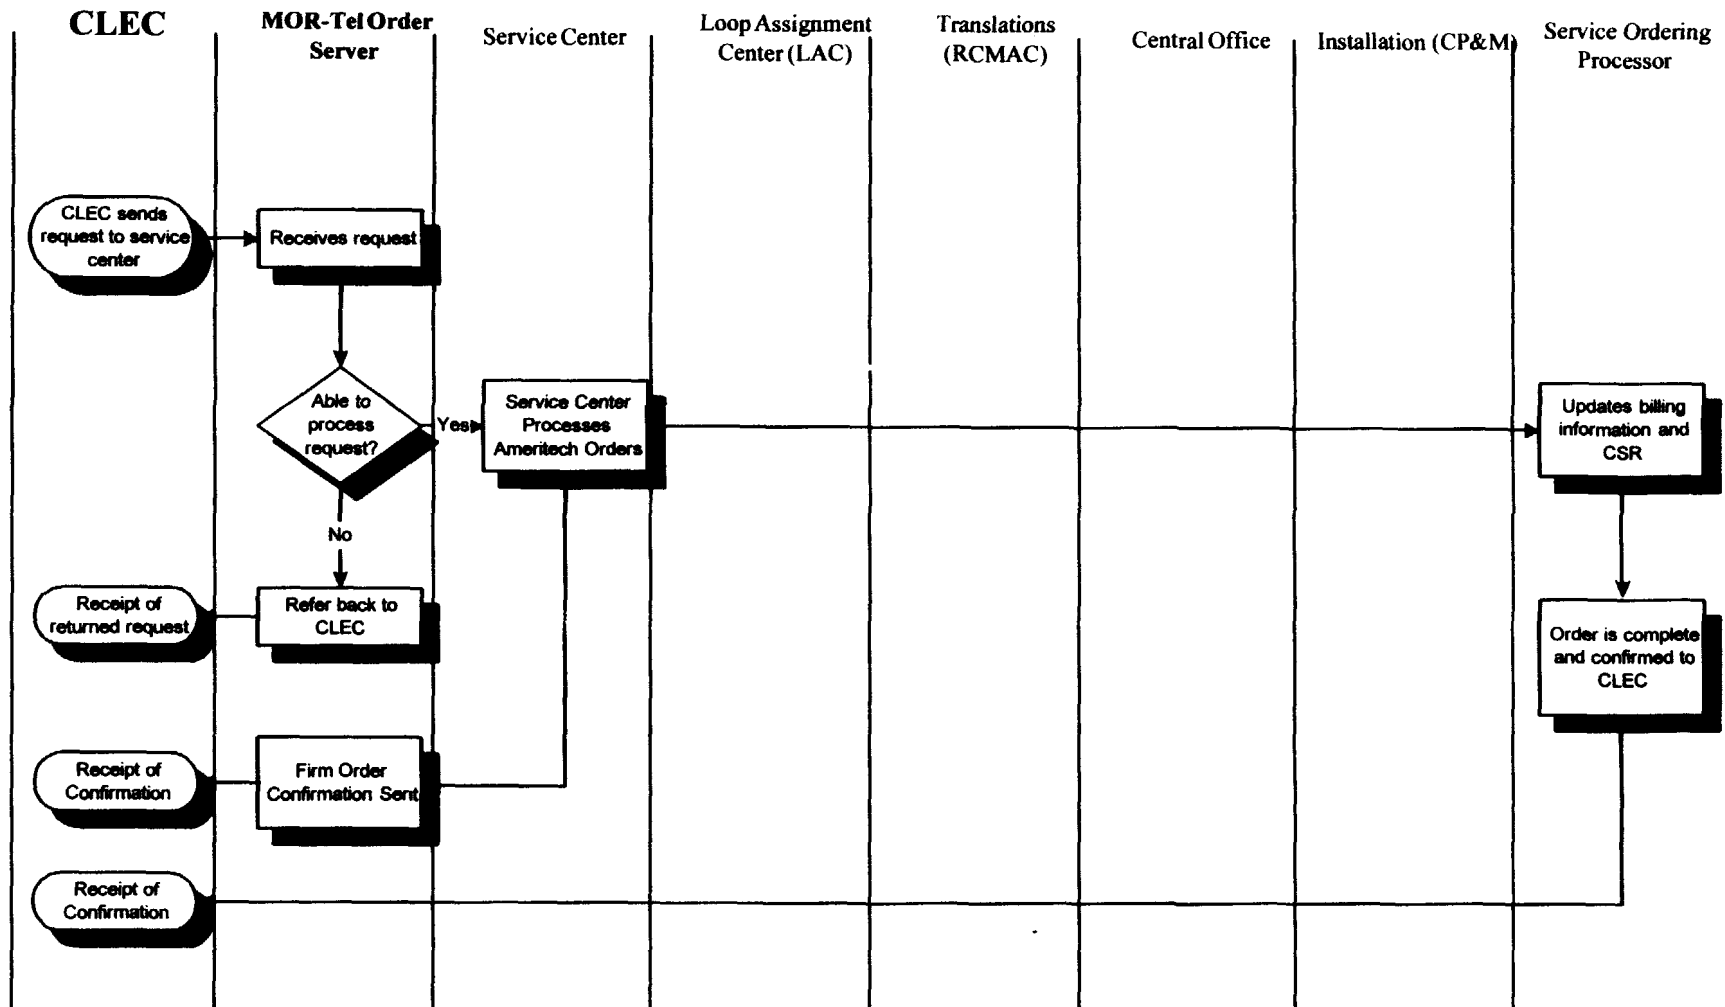 CLEC
MOR-Tel Order
Server
Service Center
Loop Assignment
Center (LAC)
Translations
(RCMAC)
Central Office
Installation (CP&M)
Service Ordering
Processor
CLEC sends
request to service
center
Receives request
Able to
process
request?
Yes
Service Center
Processes
Ameritech Orders
Updates billing
information and
CSR
No
Receipt of
returned request
Refer back to
CLEC
Order is complete
and confirmed to
CLEC
Receipt of
Confirmation
Firm Order
Confirmation Sent
Receipt of
Confirmation